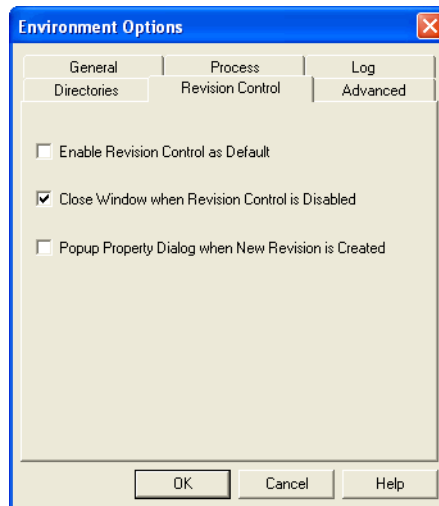 Environment Options
General Process Log
Directories Revision Control Advanced
Enable Revision Control as Default
Close Window when Revision Control is Disabled
Popup Property Dialog when New Revision is Created
OK Cancel Help